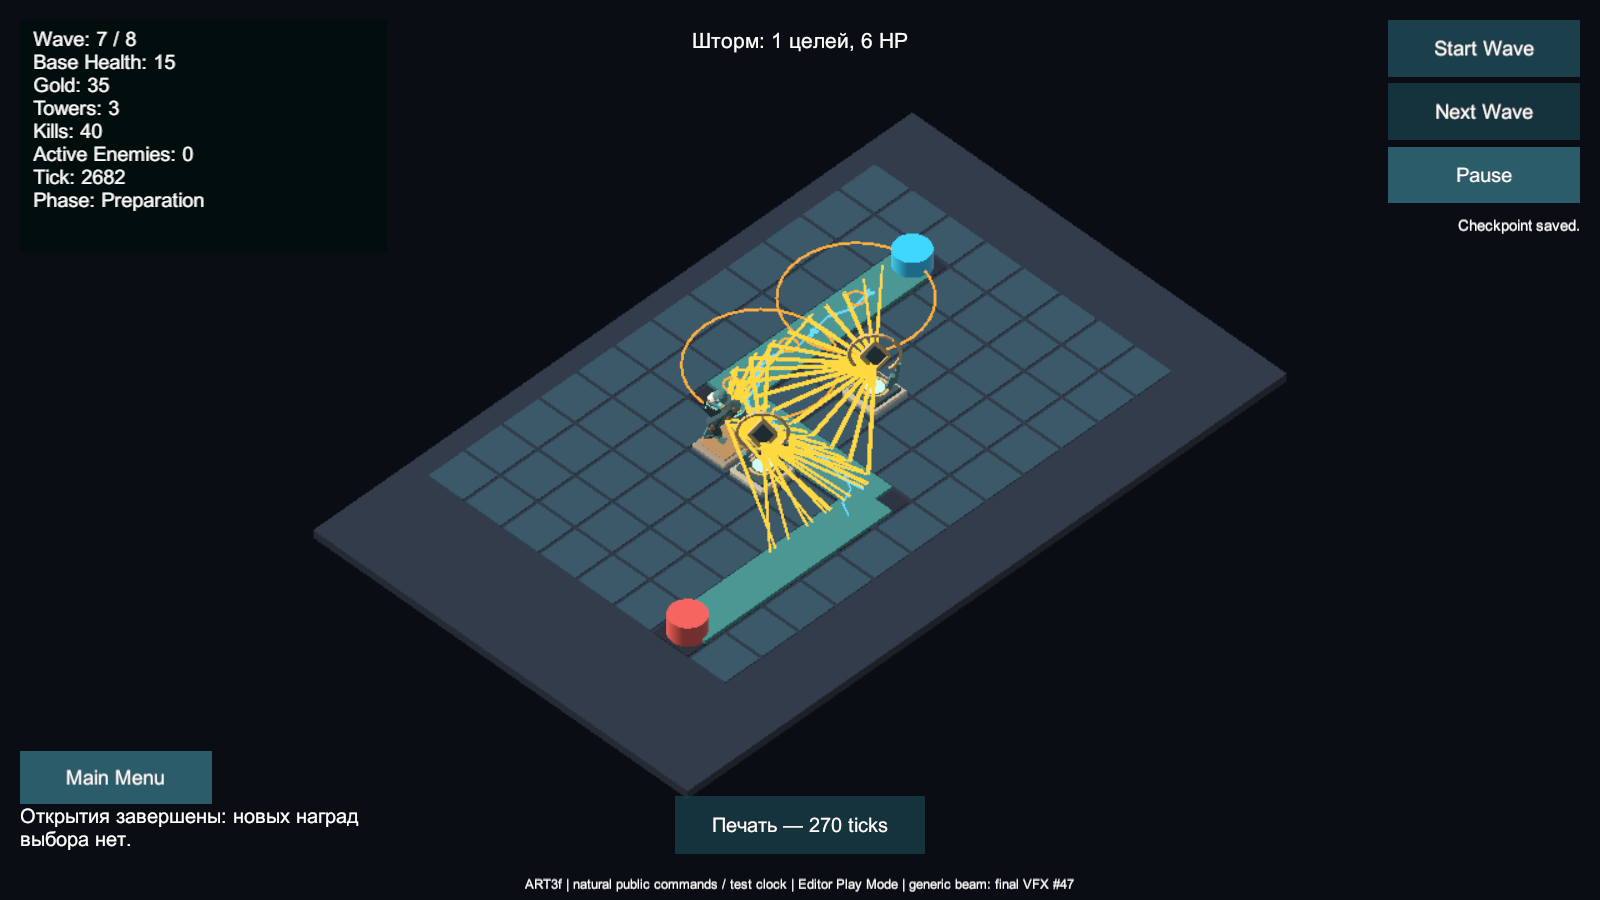 Wave: 7 / 8
Base Health: 15
Gold: 35
Towers: 3
Kills: 40
Active Enemies: 0
Tick: 2682
Phase: Preparation
Шторм: 1 целей, 6 HP
Start Wave
Next Wave
Pause
Checkpoint saved.
Main Menu
Открытия завершены: новых наград
выбора нет.
Печать — 270 ticks
ART3f | natural public commands / test clock | Editor Play Mode | generic beam: final VFX #47